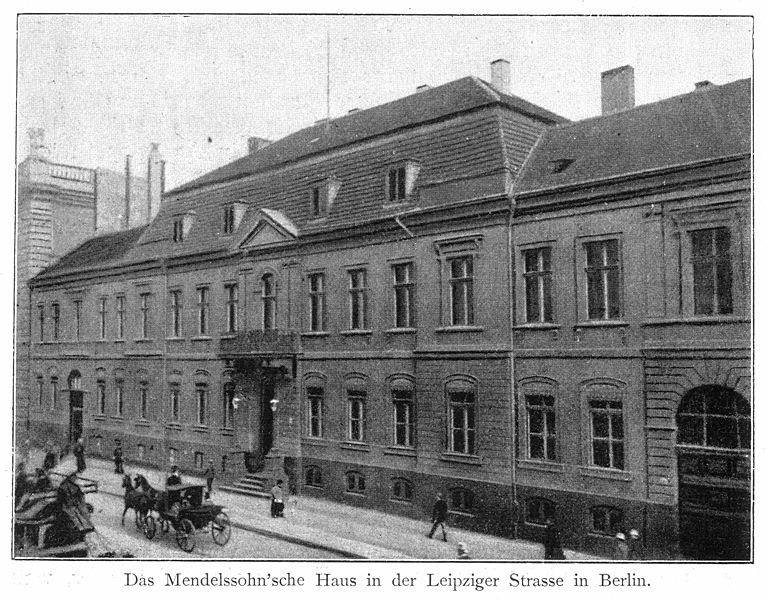 Das Mendelssohn'sche Haus in der Leipziger Strasse in Berlin.